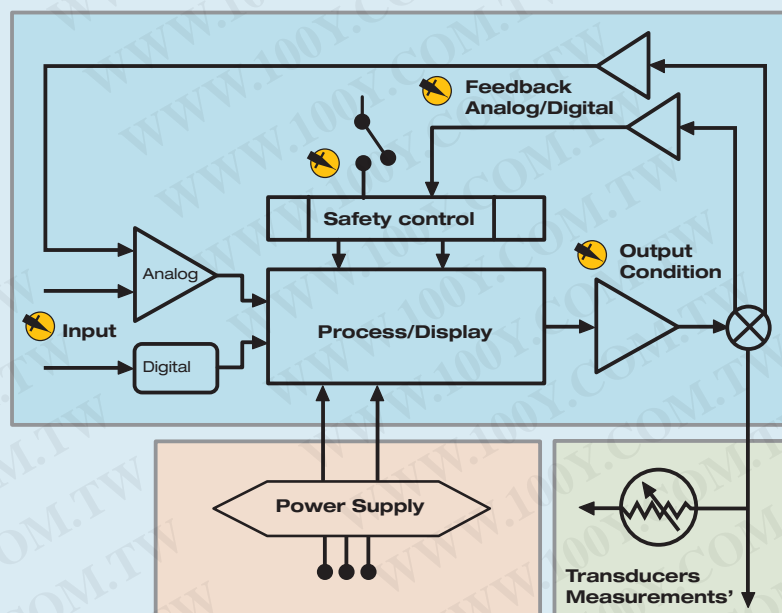 Feedback
Analog/Digital
Safety control
Analog
Output
Condition
Input
Process/Display
Digital
Power Supply
Transducers
Measurements'
WWW.100Y.COM.TW